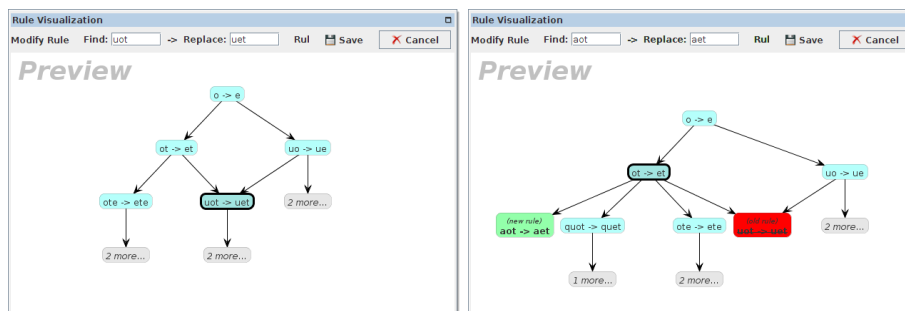 Rule Visualization
Modify Rule Find: uot -> Replace: uet Rul Save Cancel
Preview
o -> e
ot -> et
uo -> ue
ote -> ete
uot -> uet
2 more...
2 more...
2 more...
Rule Visualization
Modify Rule Find: aot -> Replace: aet Rul Save Cancel
Preview
o -> e
ot -> et
uo -> ue
(new rule)
aot -> aet
quot -> quet
ote -> ete
(old rule)
uot -> uet
2 more...
1 more...
2 more...